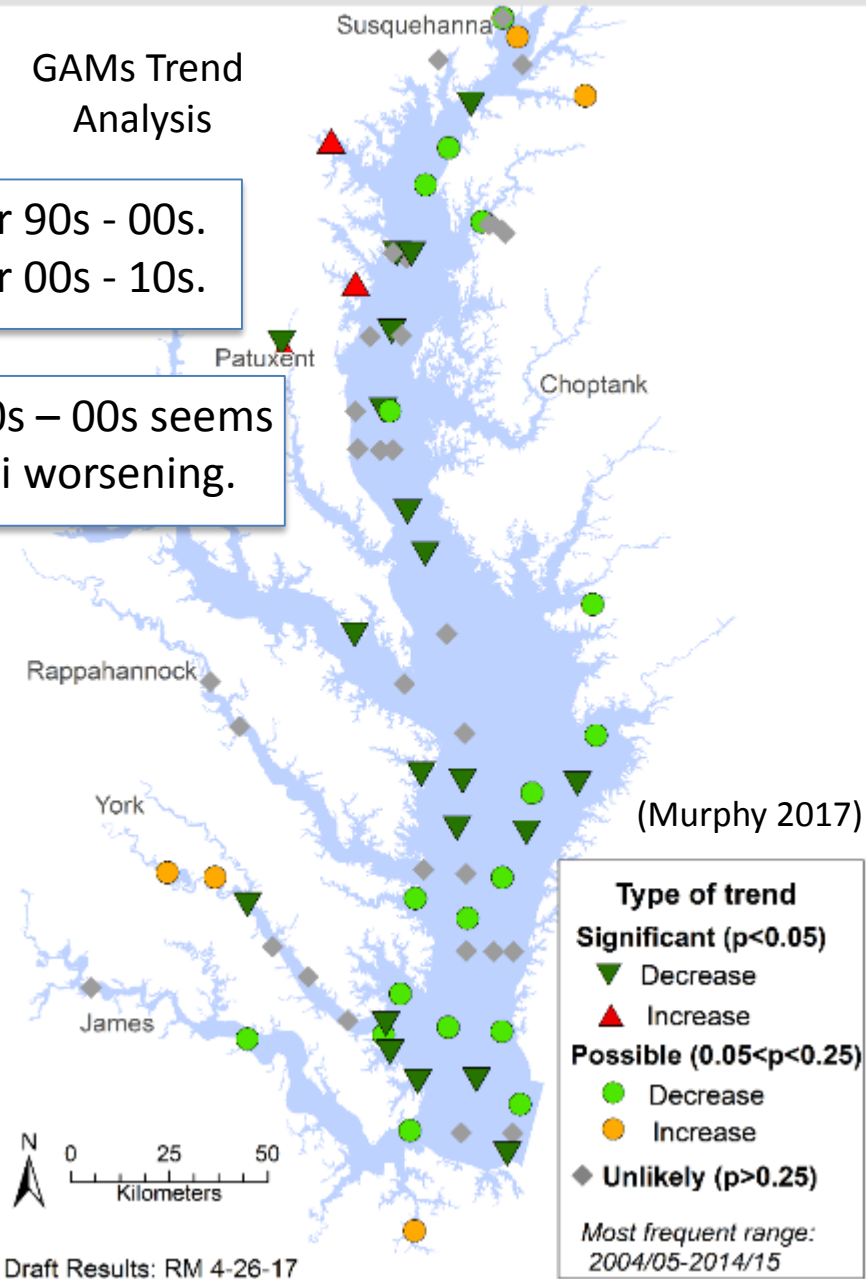 Susquehanna
GAMs Trend
Analysis
r 90s - 00s.
r 00s - 10s.
Patuxent
Choptank
0s – 00s seems
i worsening.
Rappahannock
York
(Murphy 2017)
Type of trend
Significant (p<0.05)
Decrease
Increase
Possible (0.05<p<0.25)
Decrease
Increase
Unlikely (p>0.25)
Most frequent range:
2004/05-2014/15
James
N
0 25 50
Kilometers
Draft Results: RM 4-26-17